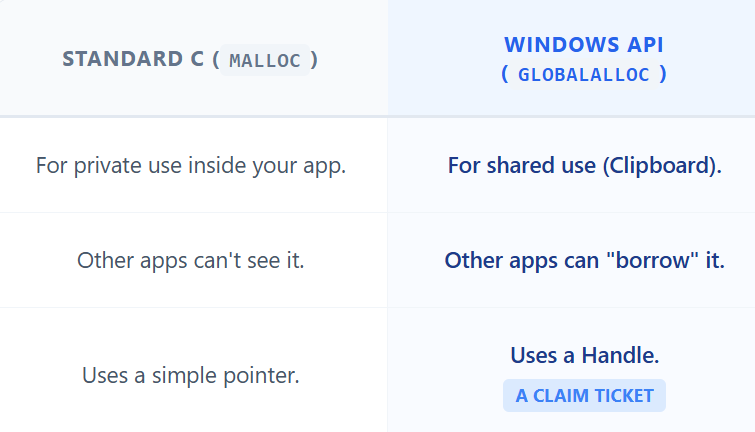 STANDARD C ( MALLOC )
WINDOWS API
( GLOBALALLOC )
For private use inside your app.
For shared use (Clipboard).
Other apps can't see it.
Other apps can "borrow" it.
Uses a simple pointer.
Uses a Handle.
A CLAIM TICKET